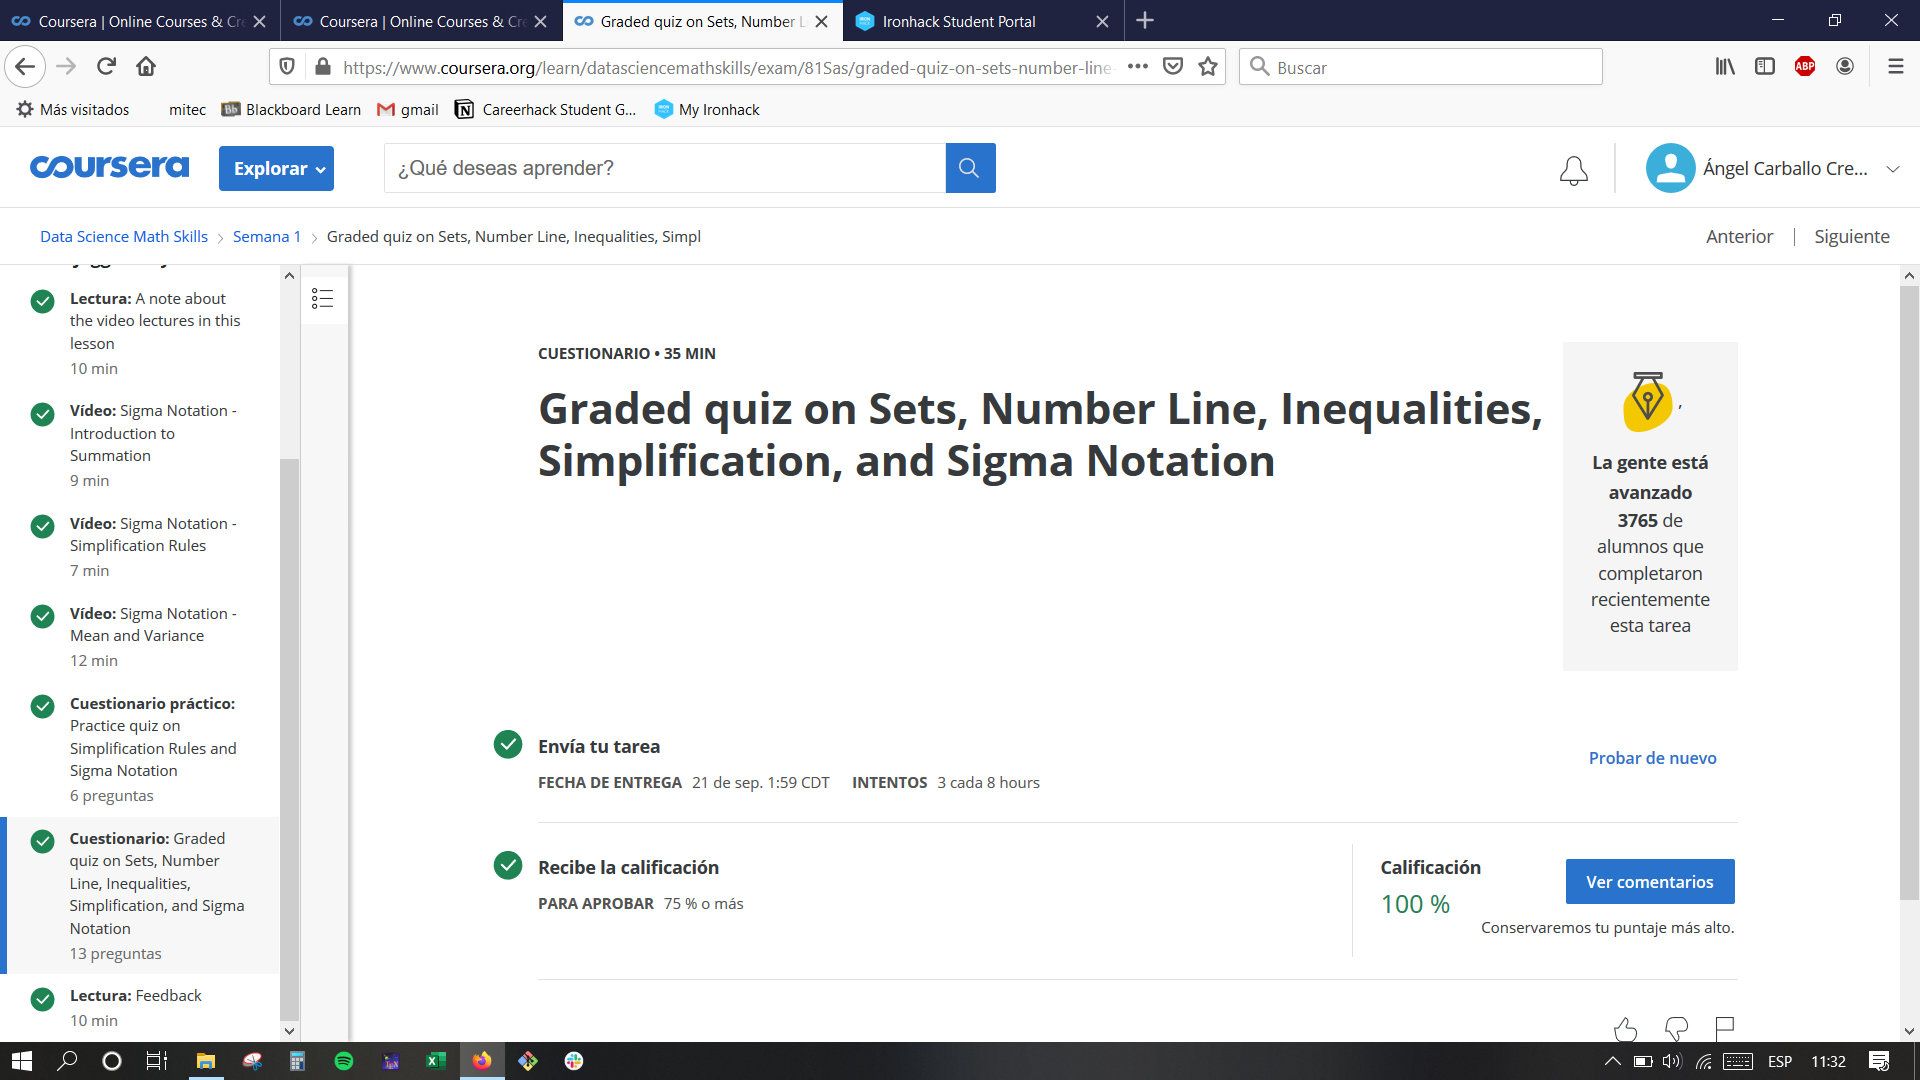 Coursera | Online Courses & Cre
Coursera | Online Courses & Cre
Graded quiz on Sets, Number L
Ironhack Student Portal
https://www.coursera.org/learn/datasciencemathskills/exam/81Sas/graded-quiz-on-sets-number-line-
Buscar
ABP
Más visitados
mitec
Bb
Blackboard Learn
gmail
Careerhack Student G...
My Ironhack
coursera
Explorar
¿Qué deseas aprender?
Ángel Carballo Cre...
Data Science Math Skills
Semana 1
Graded quiz on Sets, Number Line, Inequalities, Simpl
Anterior
Siguiente
Lectura: A note about
the video lectures in this
lesson
10 min
Vídeo: Sigma Notation -
Introduction to
Summation
9 min
Vídeo: Sigma Notation -
Simplification Rules
7 min
Vídeo: Sigma Notation -
Mean and Variance
12 min
Cuestionario práctico:
Practice quiz on
Simplification Rules and
Sigma Notation
6 preguntas
Cuestionario: Graded
quiz on Sets, Number
Line, Inequalities,
Simplification, and Sigma
Notation
13 preguntas
Lectura: Feedback
10 min
CUESTIONARIO • 35 MIN
Graded quiz on Sets, Number Line, Inequalities,
Simplification, and Sigma Notation
,
La gente está
avanzado
3765 de
alumnos que
completaron
recientemente
esta tarea
Envía tu tarea
FECHA DE ENTREGA 21 de sep. 1:59 CDT INTENTOS 3 cada 8 hours
Probar de nuevo
Recibe la calificación
PARA APROBAR 75 % o más
Calificación
100 %
Ver comentarios
Conservaremos tu puntaje más alto.
ESP
11:32